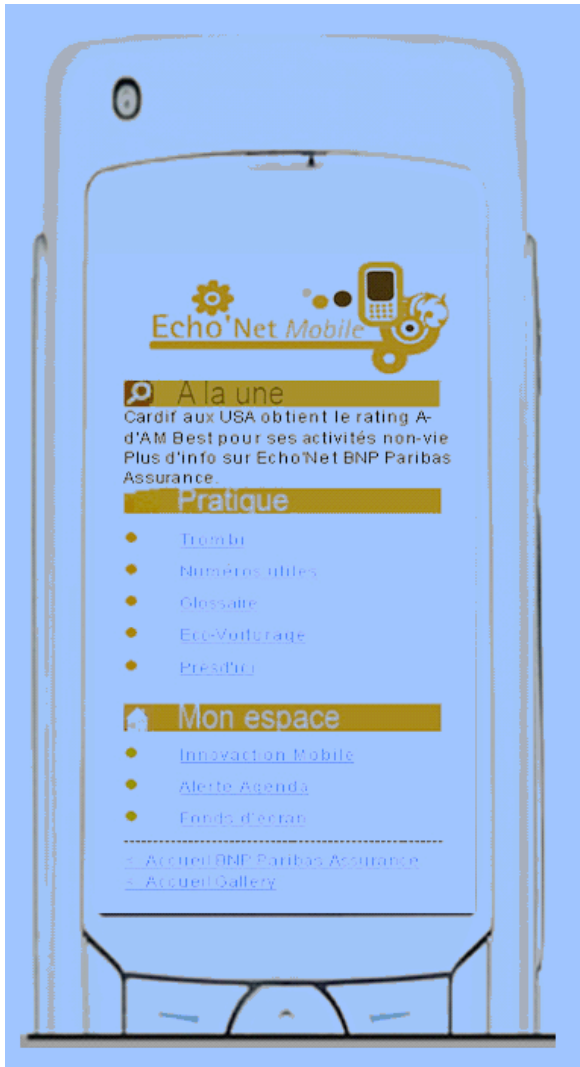 Echo'Net Mobile
A la une
Cardif aux USA obtient le rating A-
d'AM Best pour ses activités non-vie
Plus d'info sur Echo'Net BNP Paribas
Assurance.
Pratique
Trombi
Numéros utiles
Glossaire
Eco-Voiturage
Presd'ici
Mon espace
Innovaction Mobile
Alerte Agenda
Fonds d'écran
< Accueil BNP Paribas Assurance
< Accueil Gallery